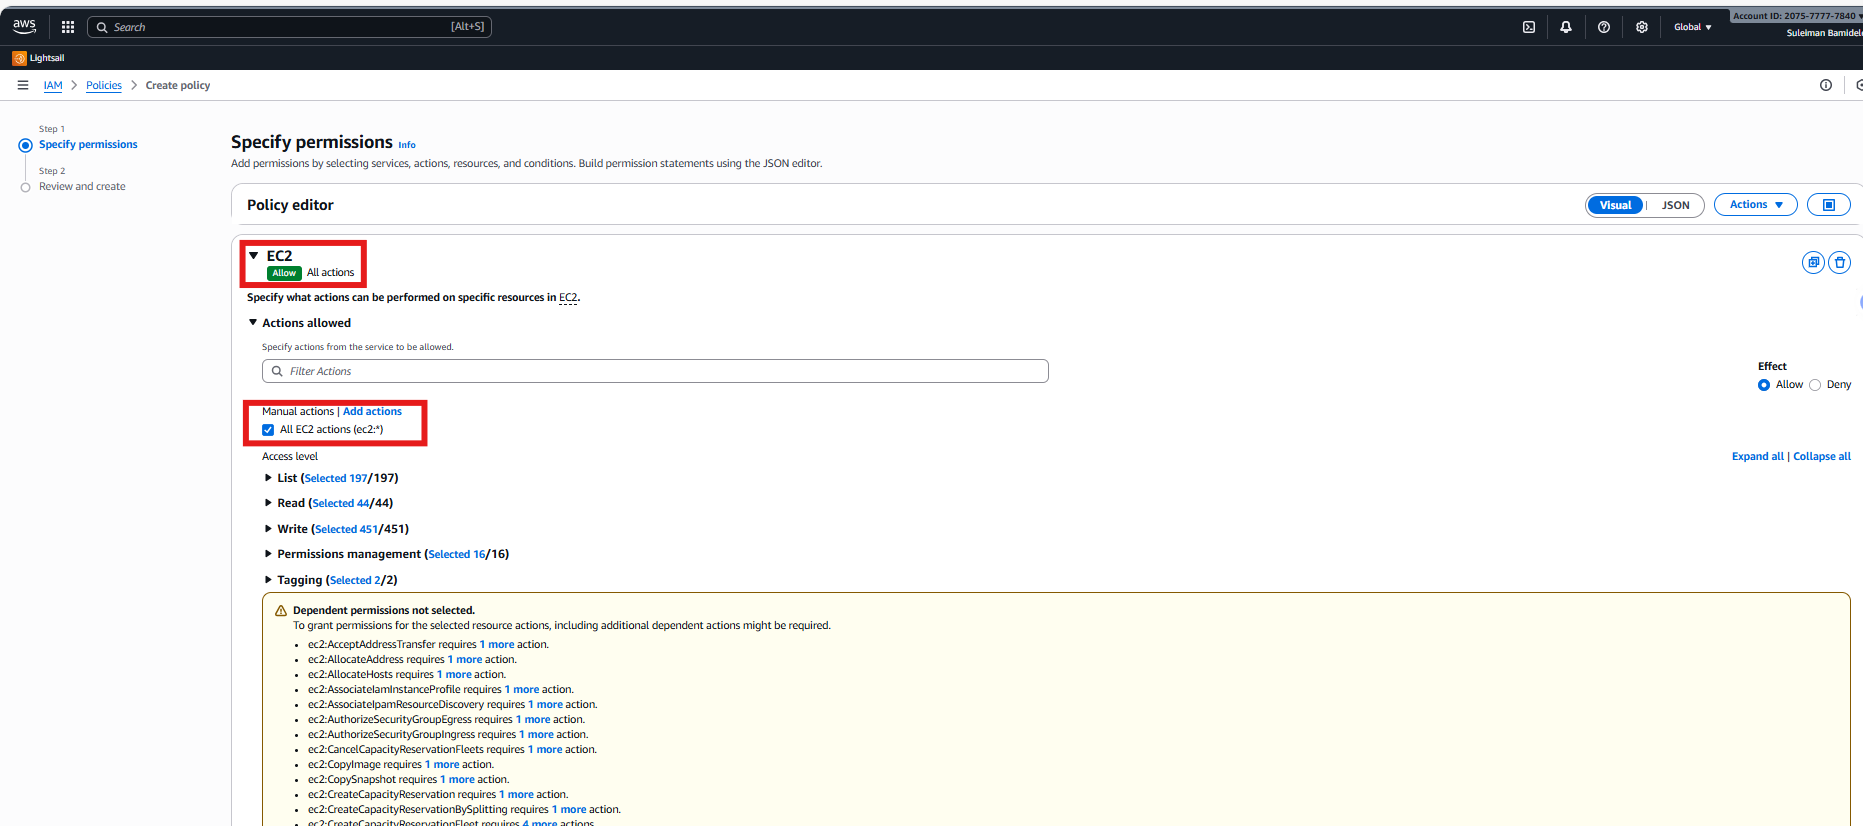 aws
Search
[Alt+S]
Global
Account ID: 2075-7777-7840
Suleiman Bamidel
Lightsail
IAM > Policies > Create policy
Step 1
Specify permissions
Step 2
Review and create
Specify permissions Info
Add permissions by selecting services, actions, resources, and conditions. Build permission statements using the JSON editor.
Policy editor
Visual
JSON
Actions
EC2
Allow All actions
Specify what actions can be performed on specific resources in EC2.
Actions allowed
Specify actions from the service to be allowed.
Filter Actions
Effect
Allow Deny
Manual actions | Add actions
All EC2 actions (ec2:*)
Access level
Expand all | Collapse all
List (Selected 197/197)
Read (Selected 44/44)
Write (Selected 451/451)
Permissions management (Selected 16/16)
Tagging (Selected 2/2)
Dependent permissions not selected.
To grant permissions for the selected resource actions, including additional dependent actions might be required.
• ec2:AcceptAddressTransfer requires 1 more action.
• ec2:AllocateAddress requires 1 more action.
• ec2:AllocateHosts requires 1 more action.
• ec2:AssociateIamInstanceProfile requires 1 more action.
• ec2:AssociateIpamResourceDiscovery requires 1 more action.
• ec2:AuthorizeSecurityGroupEgress requires 1 more action.
• ec2:AuthorizeSecurityGroupIngress requires 1 more action.
• ec2:CancelCapacityReservationFleets requires 1 more action.
• ec2:CopyImage requires 1 more action.
• ec2:CopySnapshot requires 1 more action.
• ec2:CreateCapacityReservation requires 1 more action.
• ec2:CreateCapacityReservationBySplitting requires 1 more action.
• ec2:CreateCapacityReservationFleet requires 4 more actions.